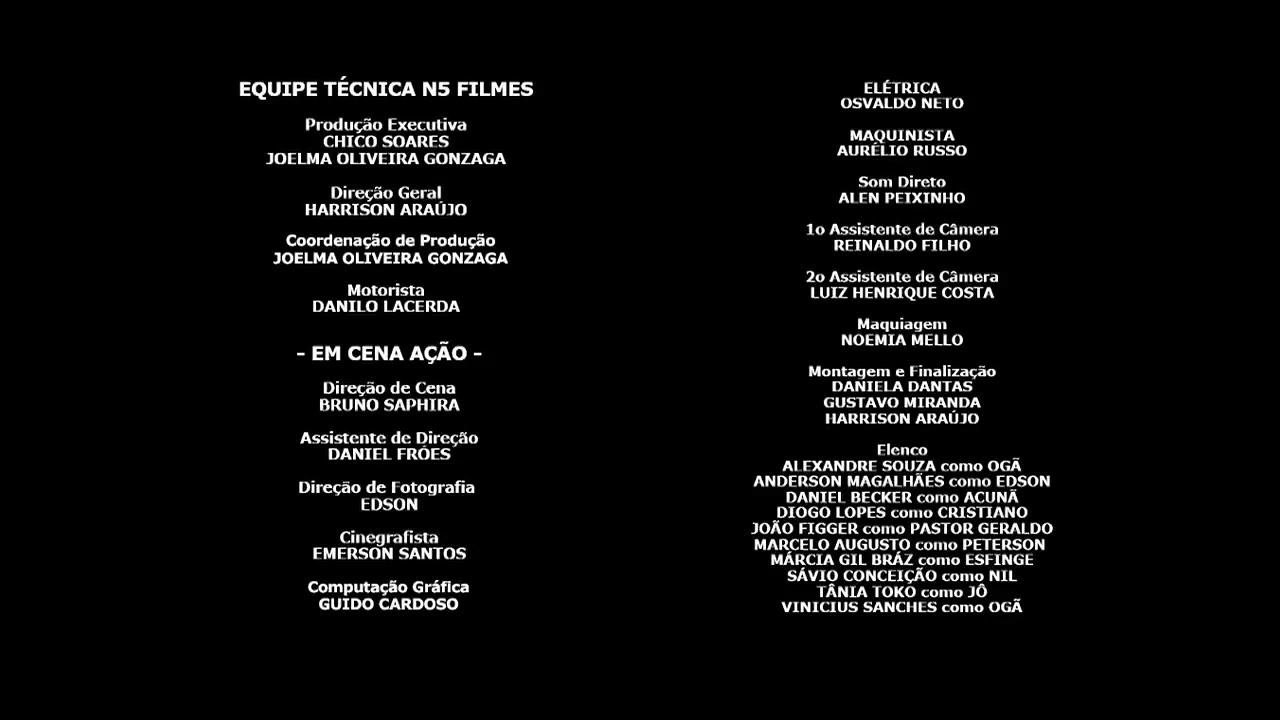 EQUIPE TÉCNICA N5 FILMES
Produção Executiva
CHICO SOARES
JOELMA OLIVEIRA GONZAGA
Direção Geral
HARRISON ARAÚJO
Coordenação de Produção
JOELMA OLIVEIRA GONZAGA
Motorista
DANILO LACERDA
- EM CENA AÇÃO -
Direção de Cena
BRUNO SAPHIRA
Assistente de Direção
DANIEL FRÓES
Direção de Fotografia
EDSON
Cinegrafista
EMERSON SANTOS
Computação Gráfica
GUIDO CARDOSO
ELÉTRICA
OSVALDO NETO
MAQUINISTA
AURÉLIO RUSSO
Som Direto
ALEN PEIXINHO
1o Assistente de Câmera
REINALDO FILHO
2o Assistente de Câmera
LUIZ HENRIQUE COSTA
Maquiagem
NOEMIA MELLO
Montagem e Finalização
DANIELA DANTAS
GUSTAVO MIRANDA
HARRISON ARAÚJO
Elenco
ALEXANDRE SOUZA como OGÃ
ANDERSON MAGALHÃES como EDSON
DANIEL BECKER como ACUNÃ
DIOGO LOPES como CRISTIANO
JOÃO FIGGER como PASTOR GERALDO
MARCELO AUGUSTO como PETERSON
MÁRCIA GIL BRÁZ como ESFINGE
SÁVIO CONCEIÇÃO como NIL
TÂNIA TOKO como JÔ
VINICIUS SANCHES como OGÃ